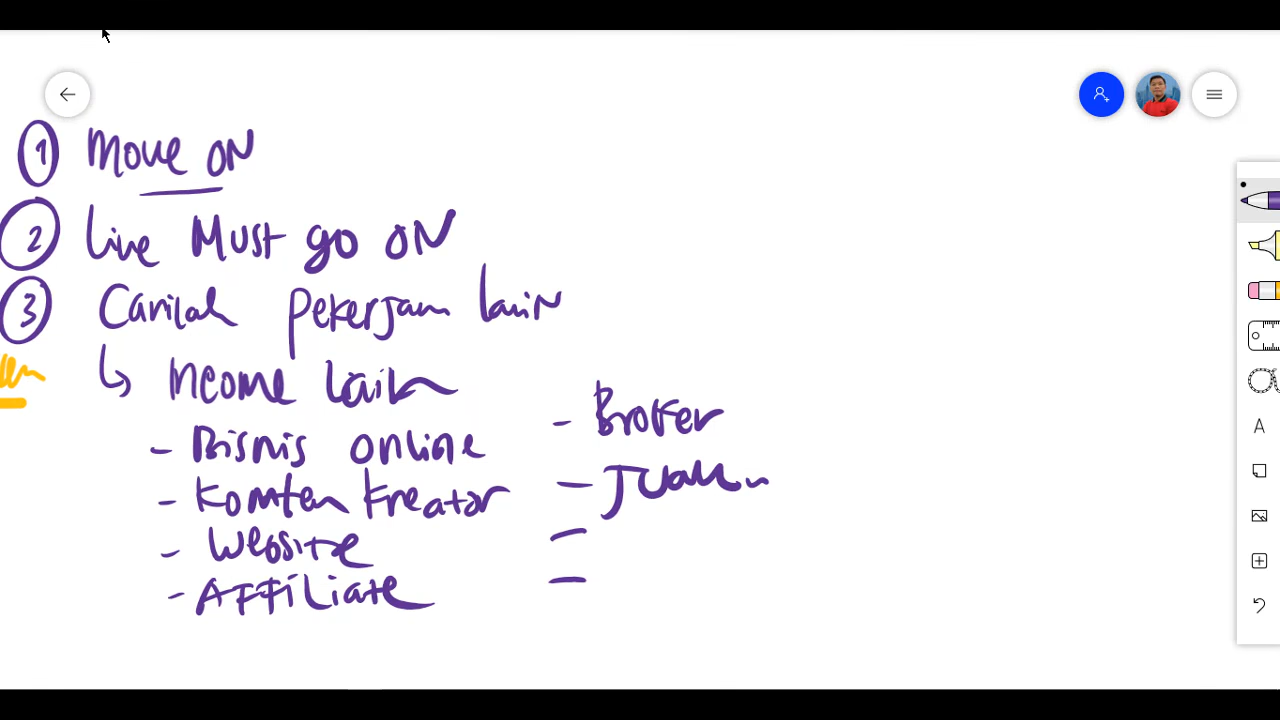 1 Move ON
2 Live Must go ON
3 Carilah Pekerjaan lain
↳ Income lain
- Bisnis online
- Konten Kreator
- Website
- Affiliate
- Broker
- Jualan
-
-
A